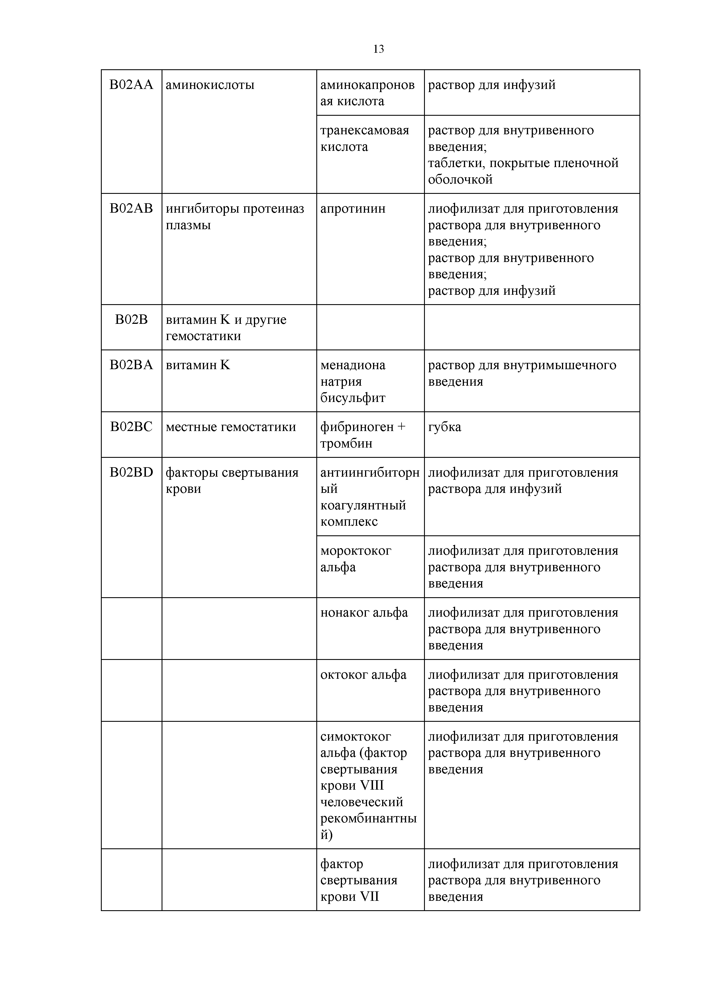 13
B02AA
аминокислоты
аминокапронов
ая кислота
раствор для инфузий
транексамовая
кислота
раствор для внутривенного
введения;
таблетки, покрытые пленочной
оболочкой
B02AB
ингибиторы протеиназ
плазмы
апротинин
лиофилизат для приготовления
раствора для внутривенного
введения;
раствор для внутривенного
введения;
раствор для инфузий
B02B
витамин K и другие
гемостатики
B02BA
витамин K
менадиона
натрия
бисульфит
раствор для внутримышечного
введения
B02BC
местные гемостатики
фибриноген +
тромбин
губка
B02BD
факторы свертывания
крови
антиингибиторн
ый
коагулянтный
комплекс
лиофилизат для приготовления
раствора для инфузий
мороктоког
альфа
лиофилизат для приготовления
раствора для внутривенного
введения
нонаког альфа
лиофилизат для приготовления
раствора для внутривенного
введения
октоког альфа
лиофилизат для приготовления
раствора для внутривенного
введения
симоктоког
альфа (фактор
свертывания
крови VIII
человеческий
рекомбинантны
й)
лиофилизат для приготовления
раствора для внутривенного
введения
фактор
свертывания
крови VII
лиофилизат для приготовления
раствора для внутривенного
введения